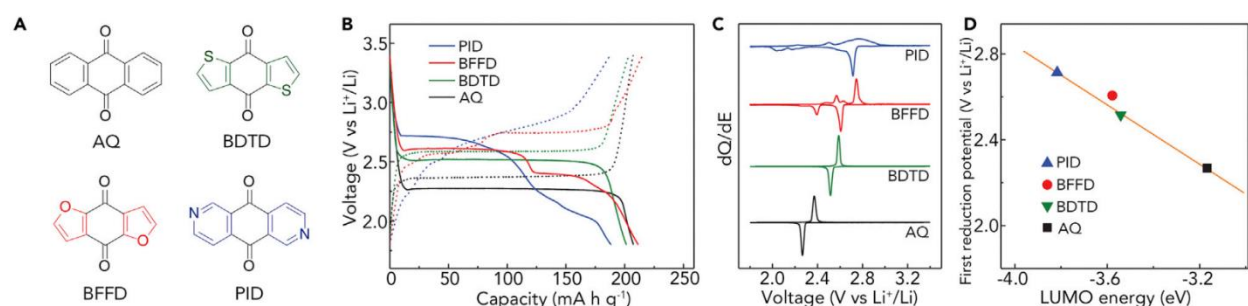 A
O
O
AQ
S
O
O
S
BDTD
O
O
O
O
BFFD
N
O
O
N
PID
B
PID
BFFD
BDTD
AQ
3.5
3.0
2.5
2.0
Voltage (V vs Li⁺/Li)
0 50 100 150 200 250
Capacity (mA h g⁻¹)
C
PID
BFFD
BDTD
AQ
dQ/dE
2.0 2.4 2.8 3.2
Voltage (V vs Li⁺/Li)
D
First reduction potential (V vs Li⁺/Li)
2.8
2.4
2.0
PID
BFFD
BDTD
AQ
-4.0 -3.6 -3.2
LUMO energy (eV)